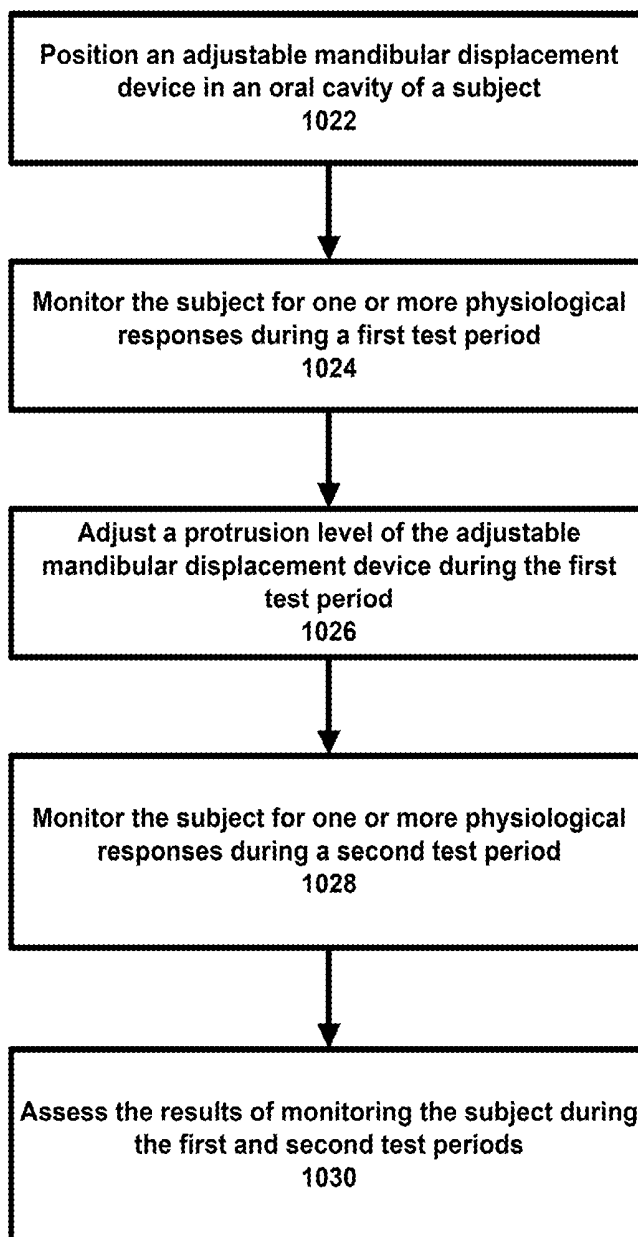 Position an adjustable mandibular displacement
device in an oral cavity of a subject
1022
Monitor the subject for one or more physiological
responses during a first test period
1024
Adjust a protrusion level of the adjustable
mandibular displacement device during the first
test period
1026
Monitor the subject for one or more physiological
responses during a second test period
1028
Assess the results of monitoring the subject during
the first and second test periods
1030